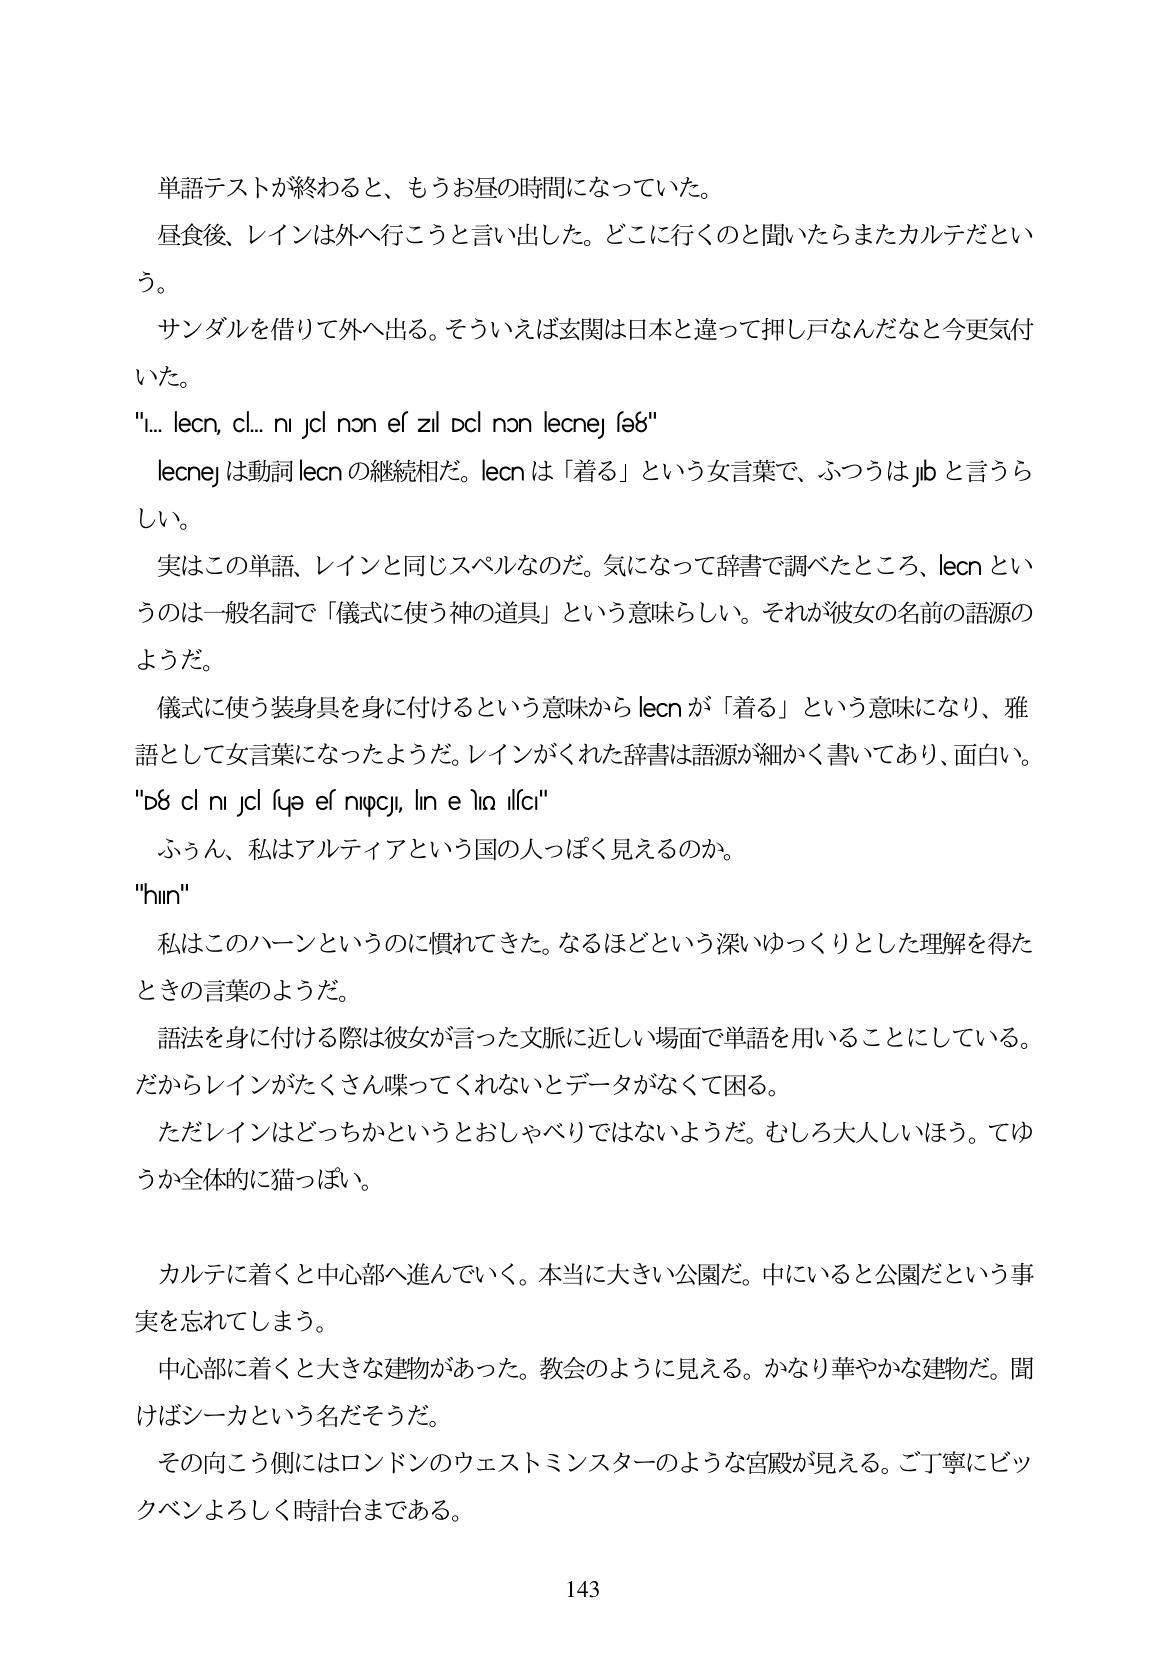 単語テストが終わると、もうお昼の時間になっていた。
昼食後、レインは外へ行こうと言い出した。どこに行くのと聞いたらまたカルテだとい
う。
サンダルを借りて外へ出る。そういえば玄関は日本と違って押し戸なんだなと今更気付
いた。
"ı... lecn, cl... nı ȷcl nɔn eſ zıl ɒcl nɔn lecneȷ ſɘ8"
lecneȷ は動詞 lecn の継続相だ。lecn は「着る」という女言葉で、ふつうは ȷıb と言うら
しい。
実はこの単語、レインと同じスペルなのだ。気になって辞書で調べたところ、lecn とい
うのは一般名詞で「儀式に使う神の道具」という意味らしい。それが彼女の名前の語源の
ようだ。
儀式に使う装身具を身に付けるという意味から lecn が「着る」という意味になり、雅
語として女言葉になったようだ。レインがくれた辞書は語源が細かく書いてあり、面白い。
"ɒ8 cl nı ȷcl ſɥɘ eſ nıφcȷı, lın e"
ふぅん、私はアルティアという国の人っぽく見えるのか。
"hıın"
私はこのハーンというのに慣れてきた。なるほどという深いゆっくりとした理解を得た
ときの言葉のようだ。
語法を身に付ける際は彼女が言った文脈に近しい場面で単語を用いることにしている。
だからレインがたくさん喋ってくれないとデータがなくて困る。
ただレインはどっちかというとおしゃべりではないようだ。むしろ大人しいほう。てゆ
うか全体的に猫っぽい。
カルテに着くと中心部へ進んでいく。本当に大きい公園だ。中にいると公園だという事
実を忘れてしまう。
中心部に着くと大きな建物があった。教会のように見える。かなり華やかな建物だ。聞
けばシーカという名だそうだ。
その向こう側にはロンドンのウェストミンスターのような宮殿が見える。ご丁寧にビッ
クベンよろしく時計台まである。
143